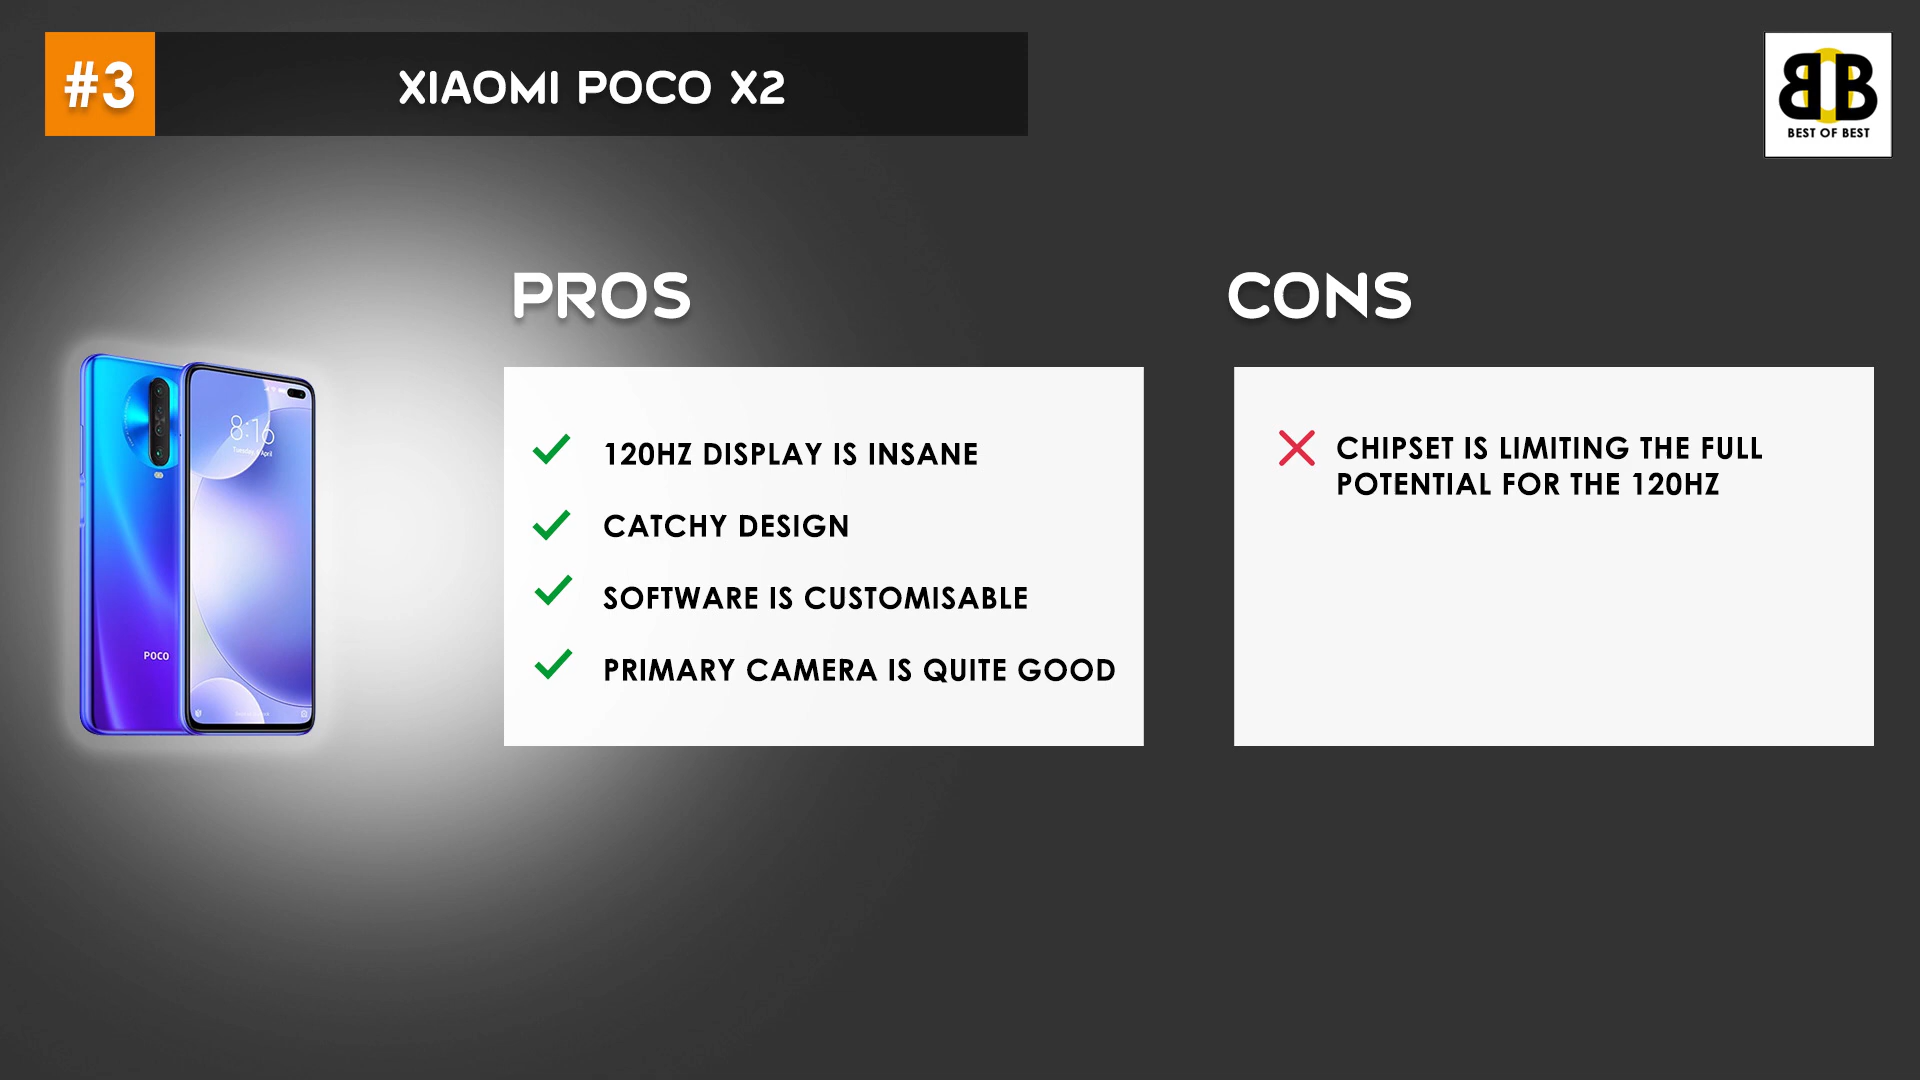 #3
XIAOMI POCO X2
BEST OF BEST
PROS
CONS
8:16
POCO
120HZ DISPLAY IS INSANE
CATCHY DESIGN
SOFTWARE IS CUSTOMISABLE
PRIMARY CAMERA IS QUITE GOOD
CHIPSET IS LIMITING THE FULL
POTENTIAL FOR THE 120HZ